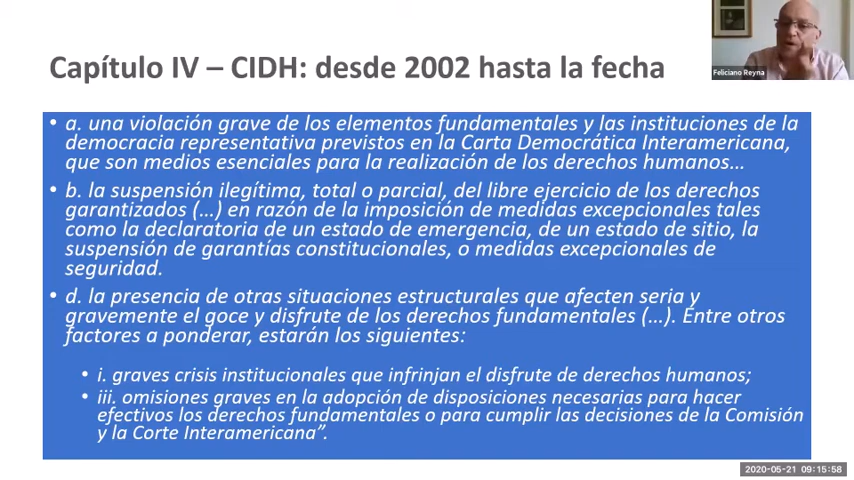 Feliciano Reyna
Capítulo IV – CIDH: desde 2002 hasta la fecha
• a. una violación grave de los elementos fundamentales y las instituciones de la
democracia representativa previstos en la Carta Democrática Interamericana,
que son medios esenciales para la realización de los derechos humanos…
• b. la suspensión ilegítima, total o parcial, del libre ejercicio de los derechos
garantizados (…) en razón de la imposición de medidas excepcionales tales
como la declaratoria de un estado de emergencia, de un estado de sitio, la
suspensión de garantías constitucionales, o medidas excepcionales de
seguridad.
• d. la presencia de otras situaciones estructurales que afecten seria y
gravemente el goce y disfrute de los derechos fundamentales (…). Entre otros
factores a ponderar, estarán los siguientes:
• i. graves crisis institucionales que infrinjan el disfrute de derechos humanos;
• iii. omisiones graves en la adopción de disposiciones necesarias para hacer
efectivos los derechos fundamentales o para cumplir las decisiones de la Comisión
y la Corte Interamericana”.
2020-05-21 09:15:58